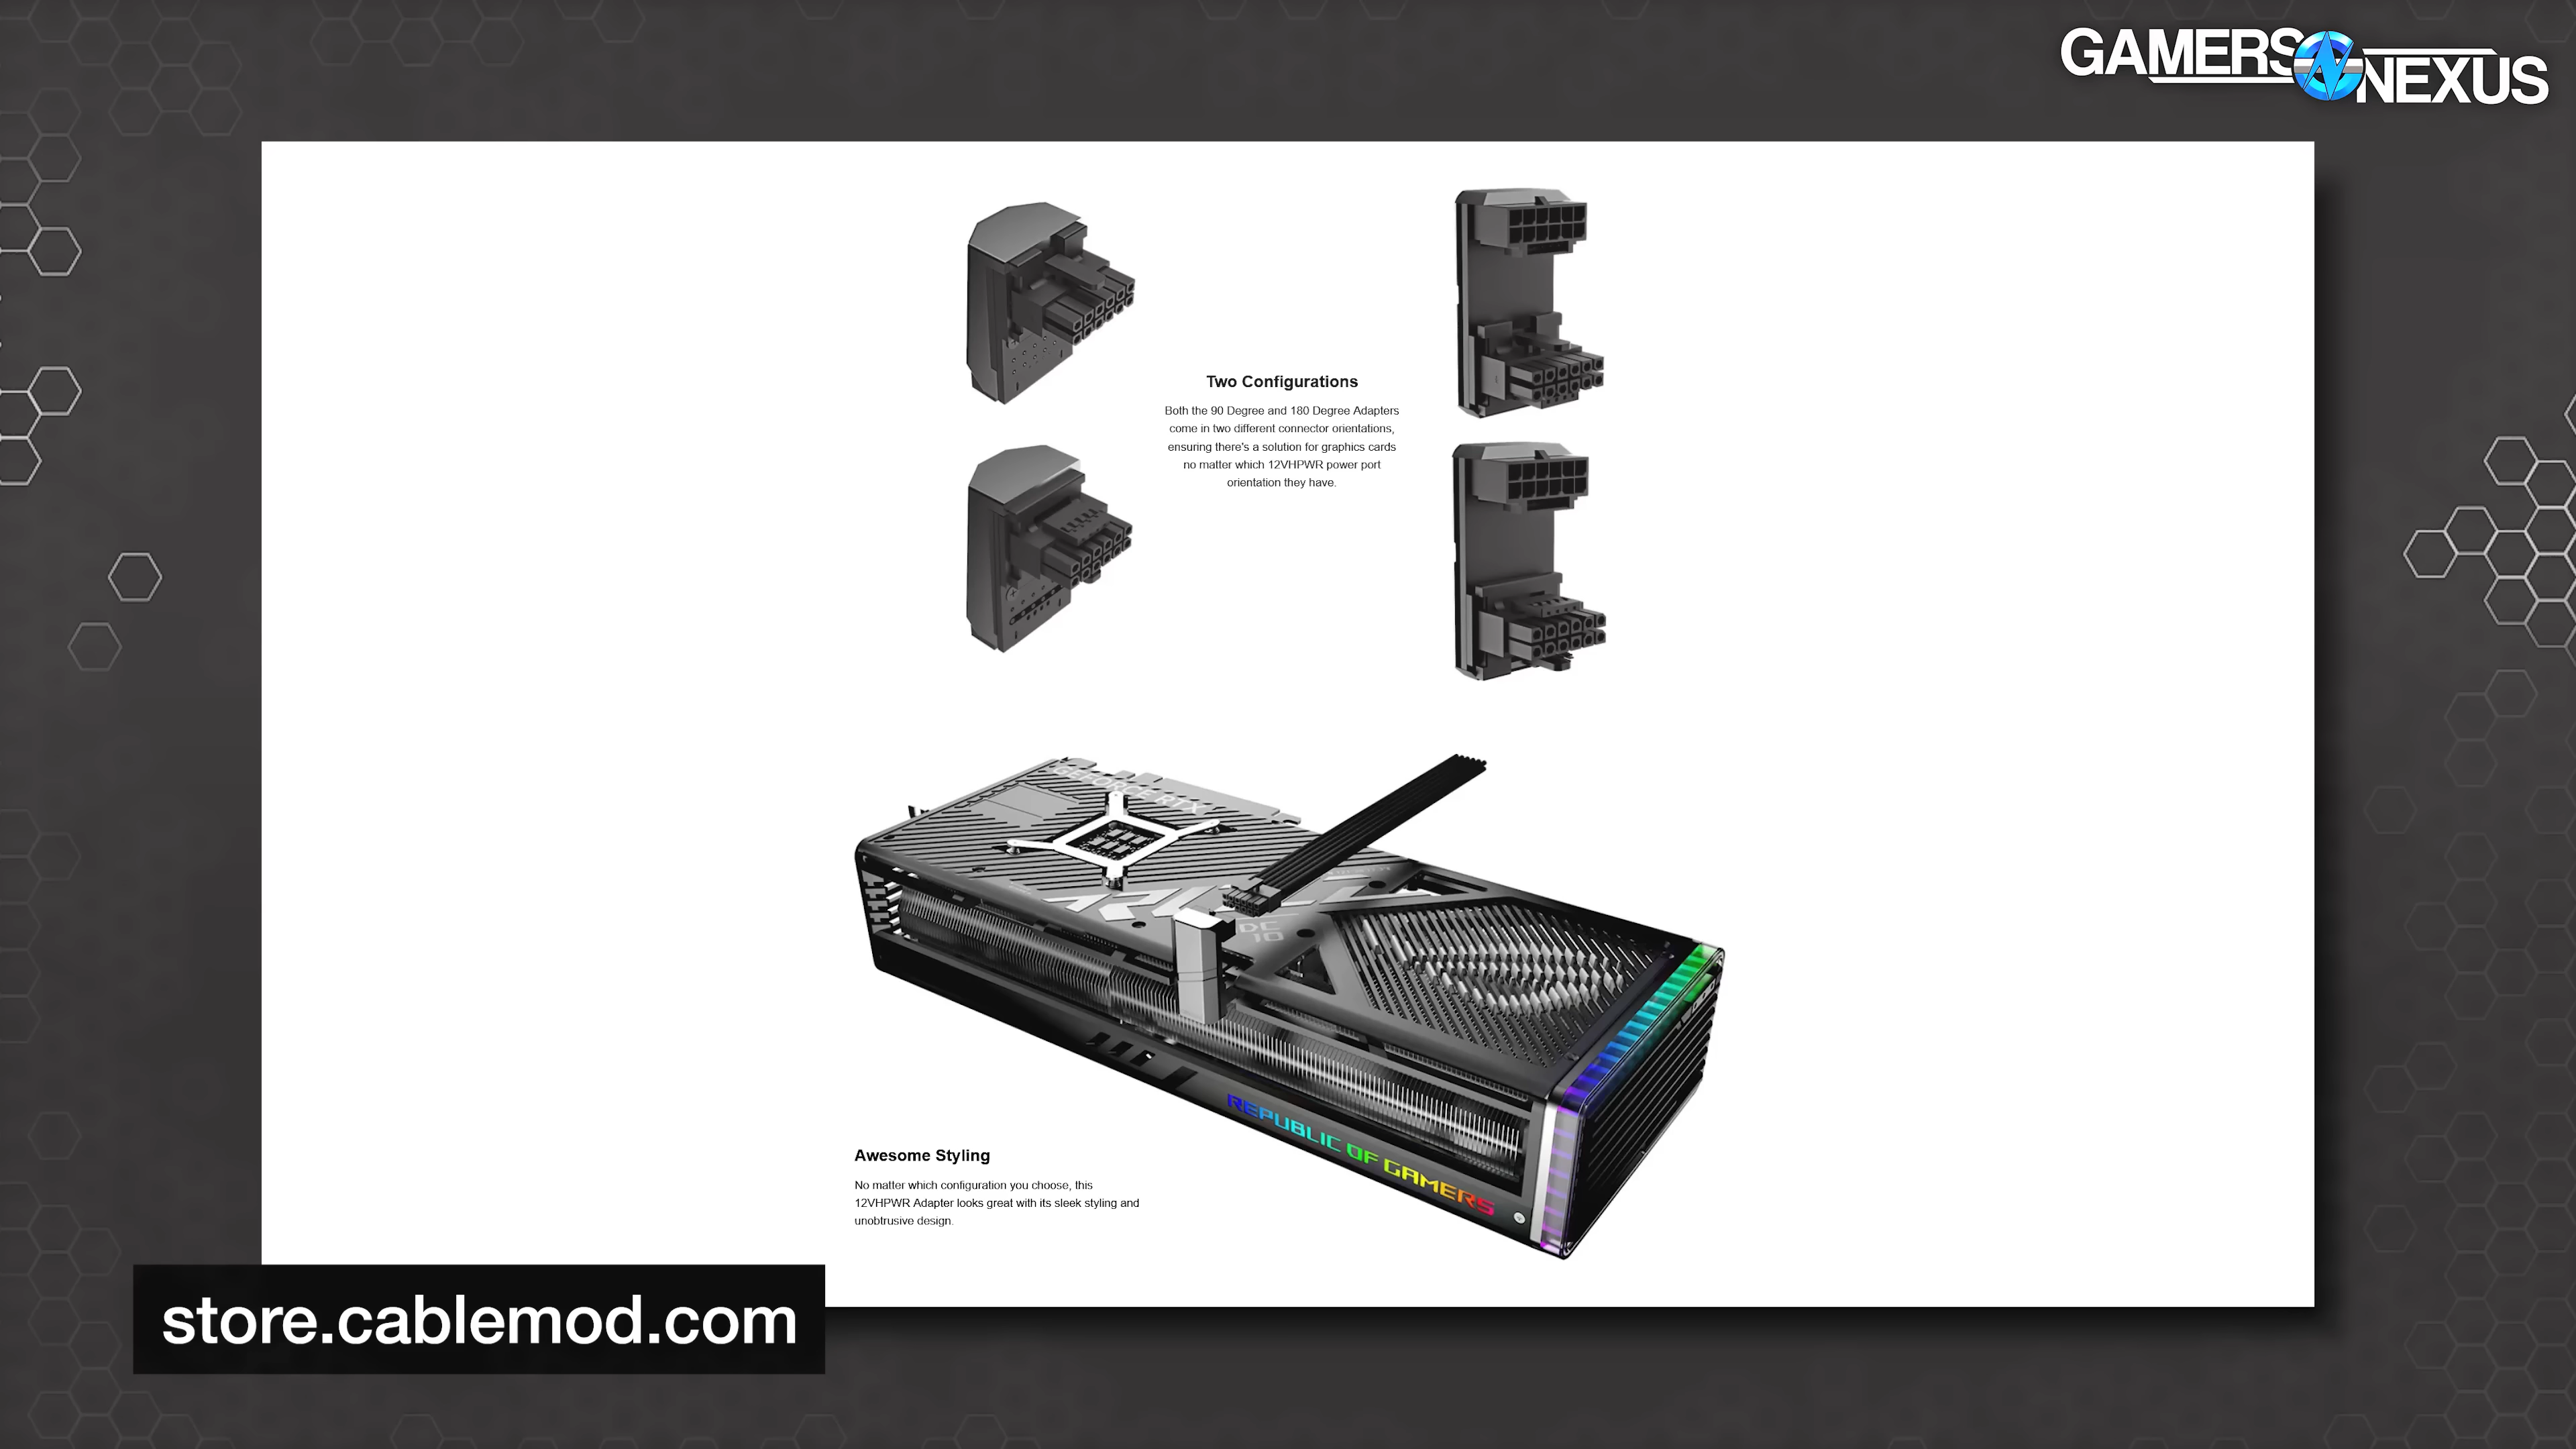 GAMERS NEXUS
Two Configurations
Both the 90 Degree and 180 Degree Adapters
come in two different connector orientations,
ensuring there's a solution for graphics cards
no matter which 12VHPWR power port
orientation they have.
GEFORCE RTX
REPUBLIC OF GAMERS
Awesome Styling
No matter which configuration you choose, this
12VHPWR Adapter looks great with its sleek styling and
unobtrusive design.
store.cablemod.com